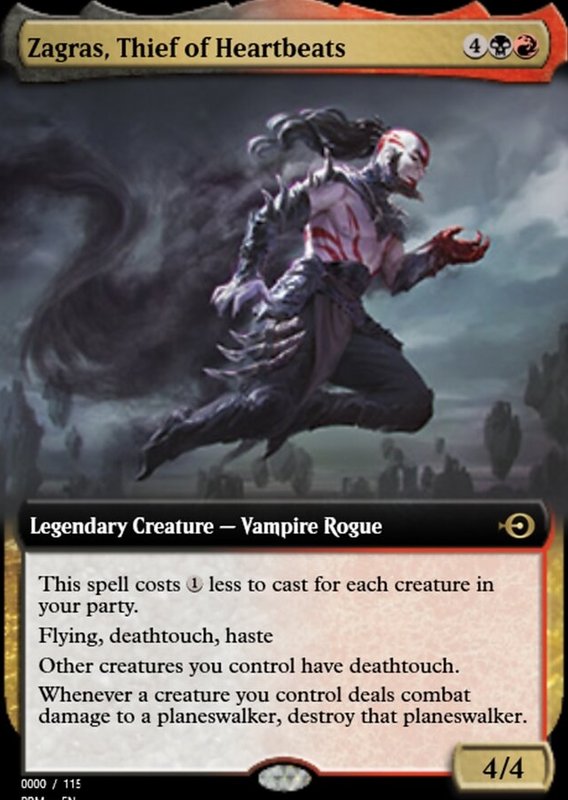 Zagras, Thief of Heartbeats 4
Legendary Creature — Vampire Rogue
This spell costs 1 less to cast for each creature in
your party.
Flying, deathtouch, haste
Other creatures you control have deathtouch.
Whenever a creature you control deals combat
damage to a planeswalker, destroy that planeswalker.
4/4
0000 / 115